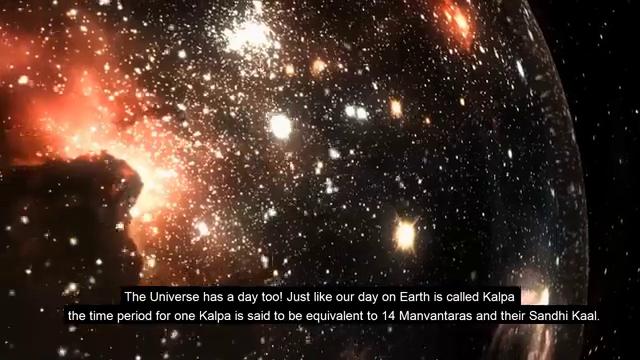 The Universe has a day too! Just like our day on Earth is called Kalpa
the time period for one Kalpa is said to be equivalent to 14 Manvantaras and their Sandhi Kaal.